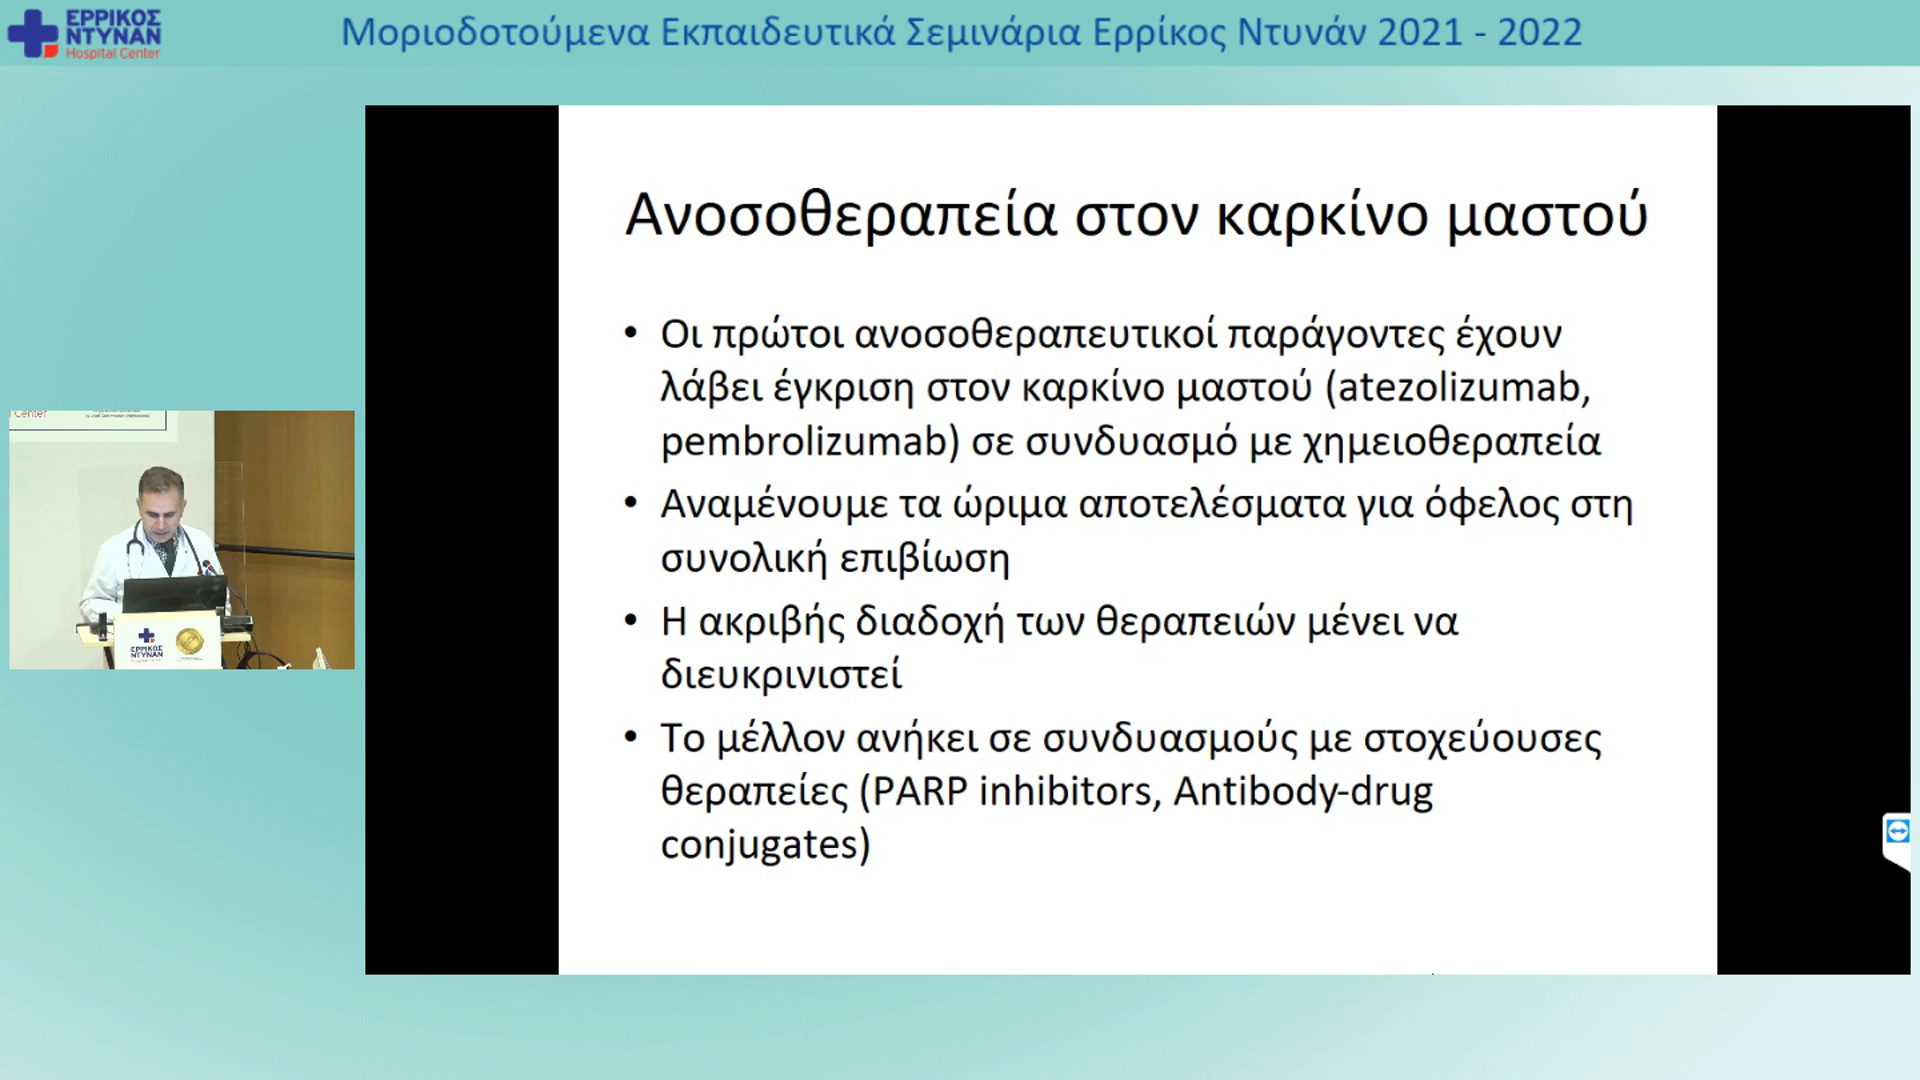 ΕΡΡΙΚΟΣ
ΝΤΥΝΑΝ
Hospital Center
Μοριοδοτούμενα Εκπαιδευτικά Σεμινάρια Ερρίκος Ντυνάν 2021 - 2022
Ανοσοθεραπεία στον καρκίνο μαστού
• Οι πρώτοι ανοσοθεραπευτικοί παράγοντες έχουν
λάβει έγκριση στον καρκίνο μαστού (atezolizumab,
pembrolizumab) σε συνδυασμό με χημειοθεραπεία
• Αναμένουμε τα ώριμα αποτελέσματα για όφελος στη
συνολική επιβίωση
• Η ακριβής διαδοχή των θεραπειών μένει να
διευκρινιστεί
• Το μέλλον ανήκει σε συνδυασμούς με στοχεύουσες
θεραπείες (PARP inhibitors, Antibody-drug
conjugates)
Center
ΕΡΡΙΚΟΣ
ΝΤΥΝΑΝ